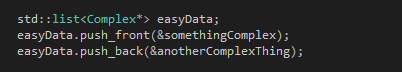 std::list<Complex*> easyData;
easyData.push_front(&somethingComplex);
easyData.push_back(&anotherComplexThing);